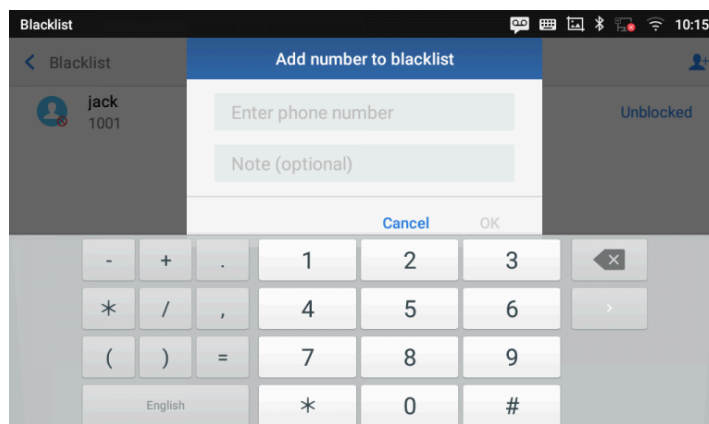 Blacklist 10:15
Blacklist Add number to blacklist
jack
1001
Unblocked
Enter phone number
Note (optional)
Cancel OK
- + . 1 2 3
* / , 4 5 6
>
( ) = 7 8 9
English * 0 #